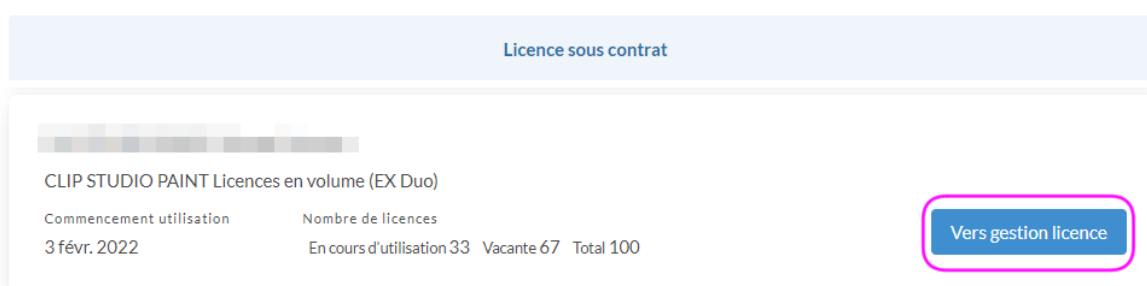 Licence sous contrat
CLIP STUDIO PAINT Licences en volume (EX Duo)
Commencement utilisation Nombre de licences
3 févr. 2022 En cours d'utilisation 33 Vacante 67 Total 100
Vers gestion licence